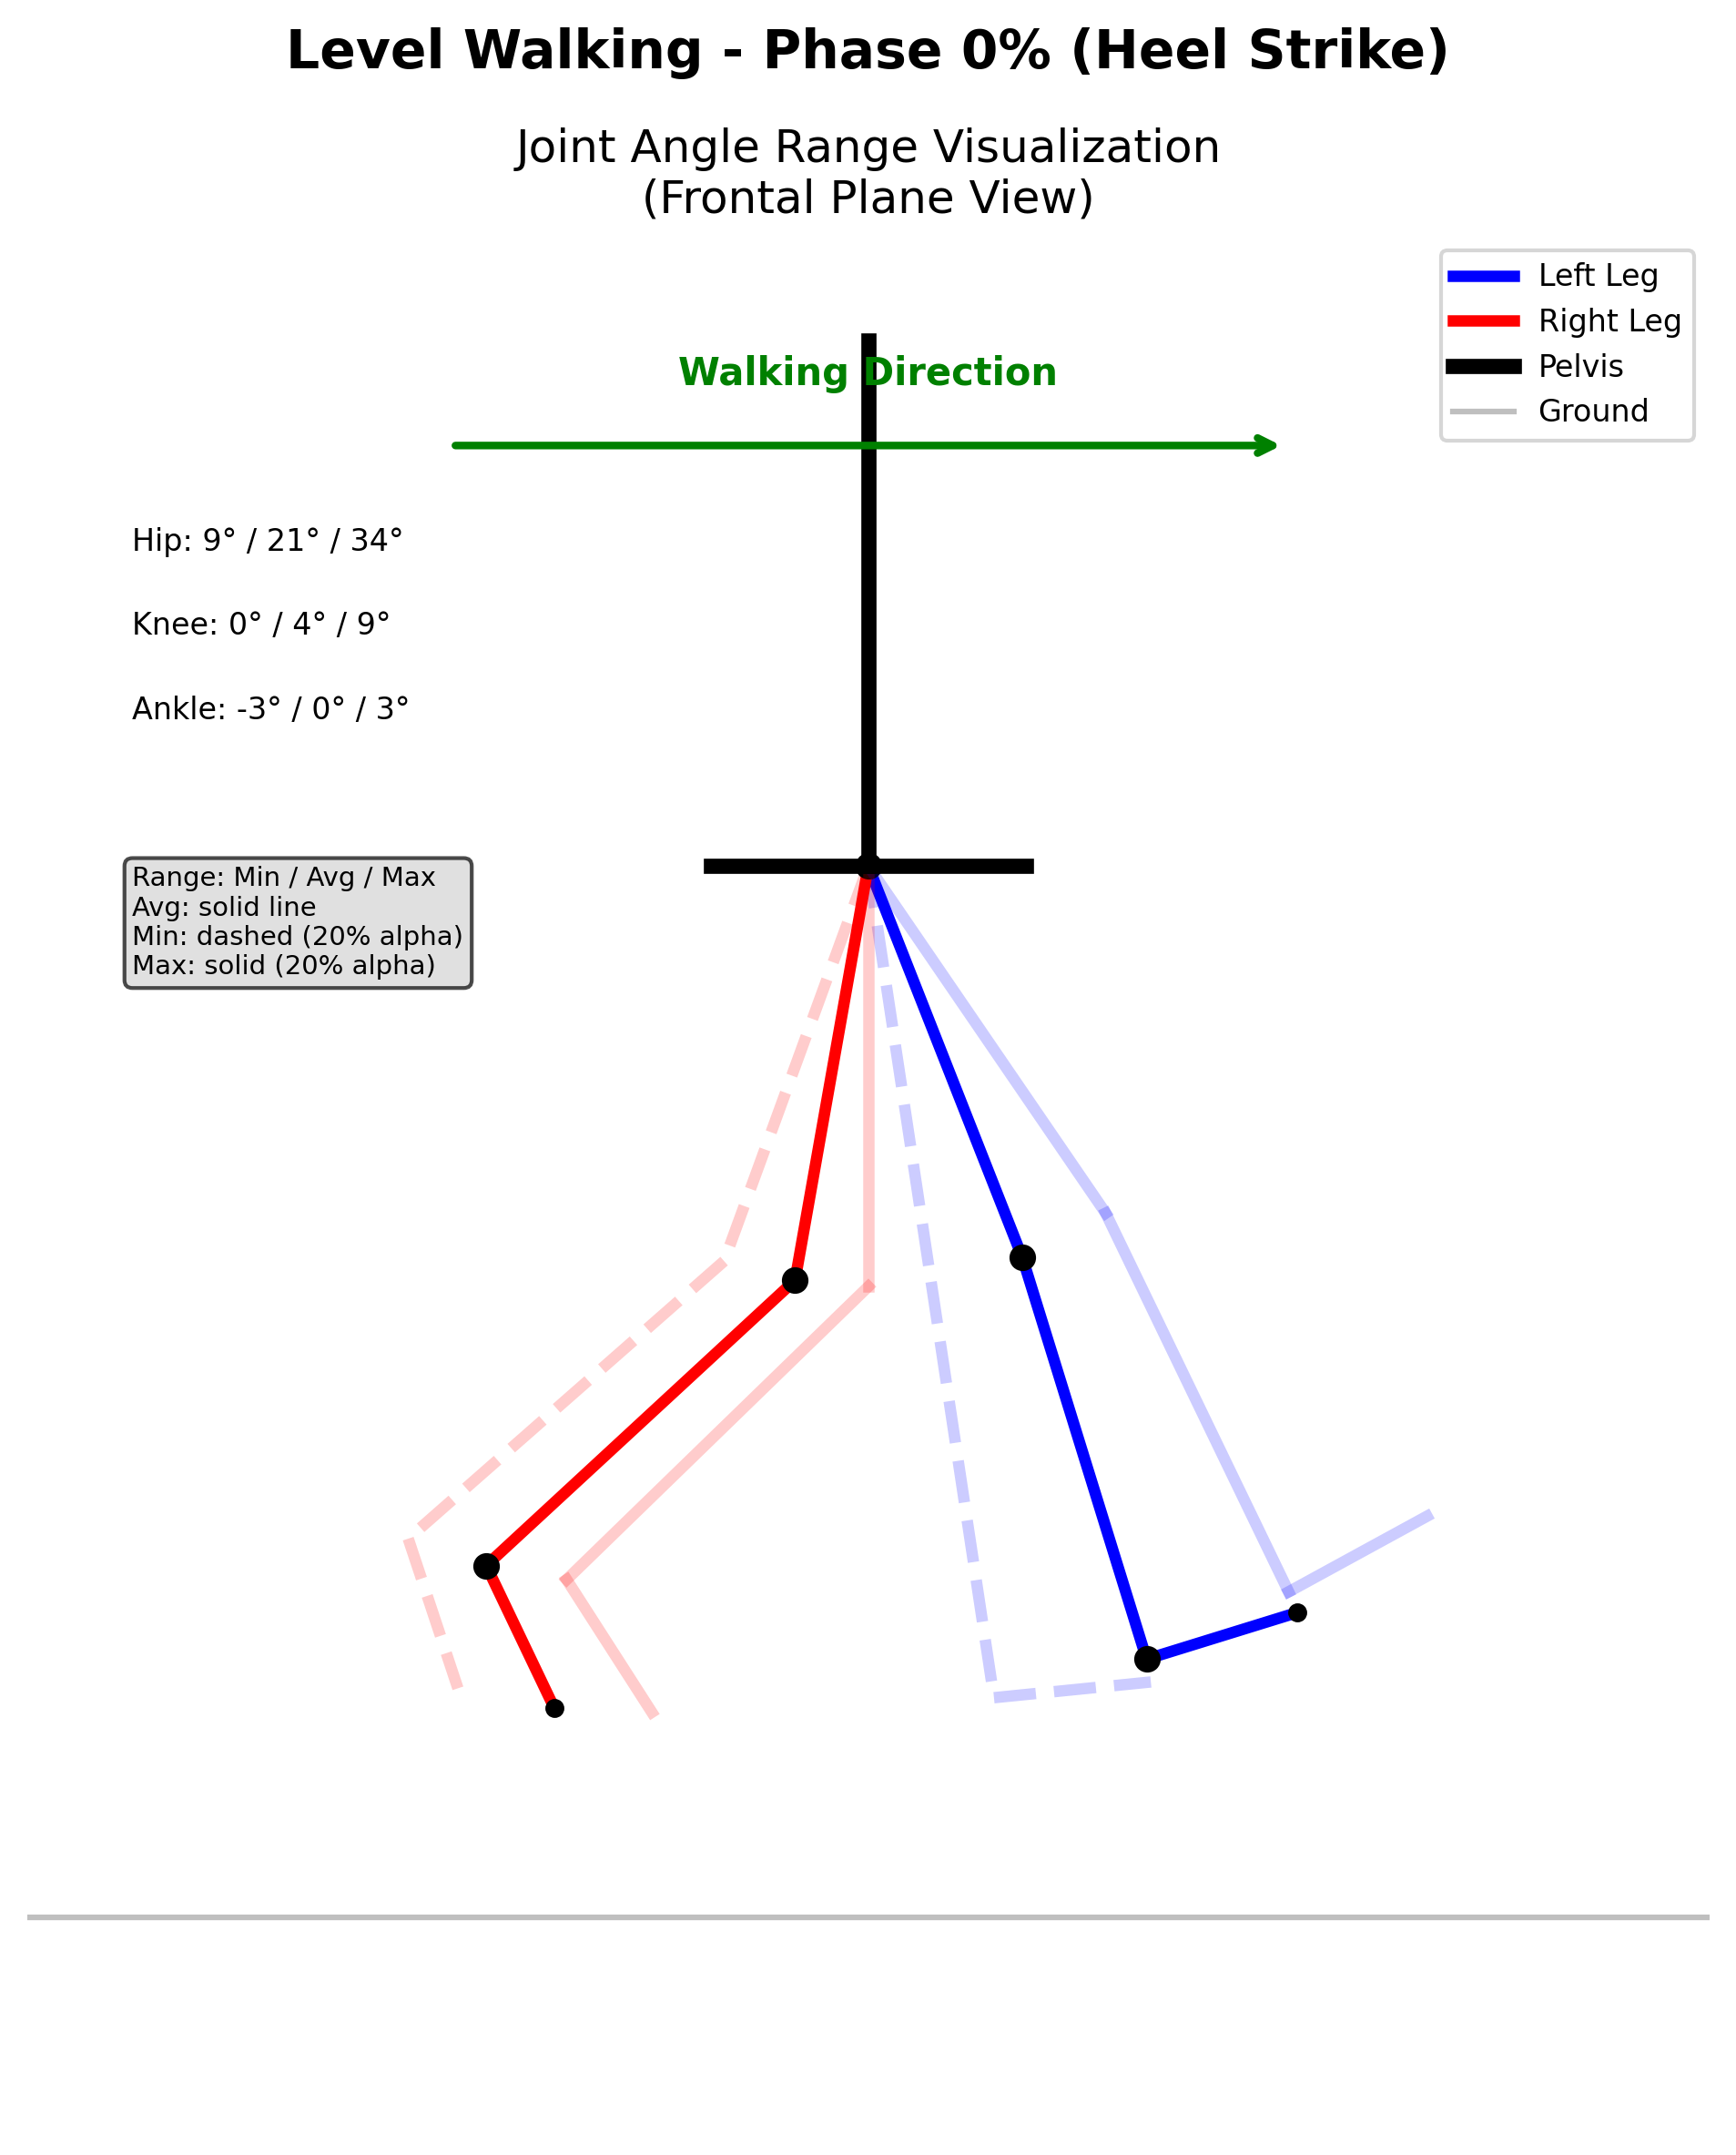 Level Walking - Phase 0% (Heel Strike)
Joint Angle Range Visualization
(Frontal Plane View)
Left Leg
Right Leg
Pelvis
Ground
Walking Direction
Hip: 9° / 21° / 34°
Knee: 0° / 4° / 9°
Ankle: -3° / 0° / 3°
Range: Min / Avg / Max
Avg: solid line
Min: dashed (20% alpha)
Max: solid (20% alpha)